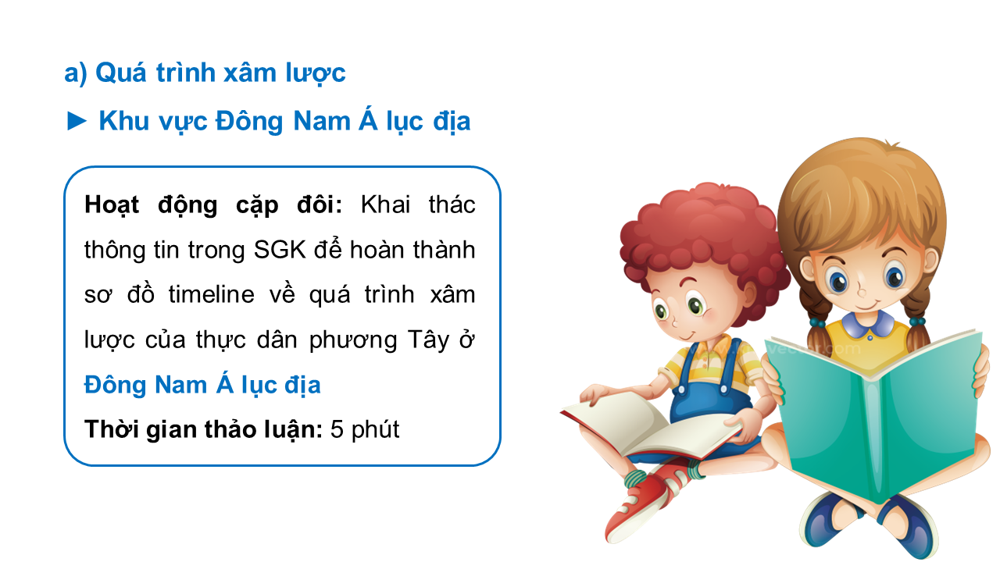 a) Quá trình xâm lược
► Khu vực Đông Nam Á lục địa
Hoạt động cặp đôi: Khai thác
thông tin trong SGK để hoàn thành
sơ đồ timeline về quá trình xâm
lược của thực dân phương Tây ở
Đông Nam Á lục địa
Thời gian thảo luận: 5 phút